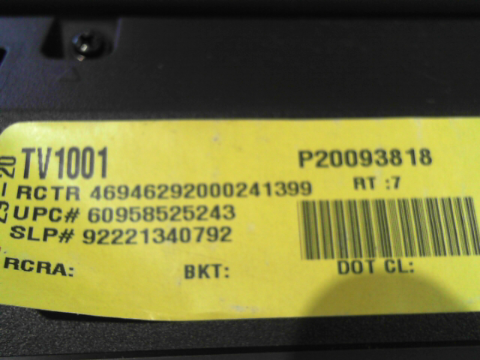 TV1001 P20093818
RCTR 46946292000241399 RT :7
UPC# 60958525243
SLP# 92221340792
RCRA: BKT: DOT CL: